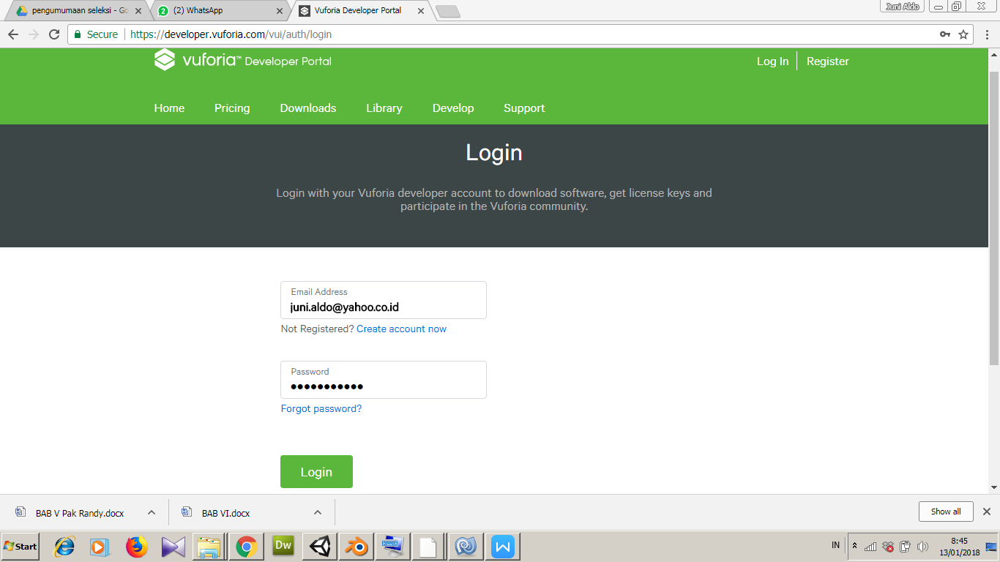 pengumumaan seleksi - Go
(2) WhatsApp
Vuforia Developer Portal
Juni Aldo
Secure
https://developer.vuforia.com/vui/auth/login
vuforia™ Developer Portal
Log In
Register
Home
Pricing
Downloads
Library
Develop
Support
Login
Login with your Vuforia developer account to download software, get license keys and
participate in the Vuforia community.
Email Address
juni.aldo@yahoo.co.id
Not Registered? Create account now
Password
•••••••••••
Forgot password?
Login
BAB V Pak Randy.docx
BAB VI.docx
Show all
Start
Dw
W
IN
8:45
13/01/2018